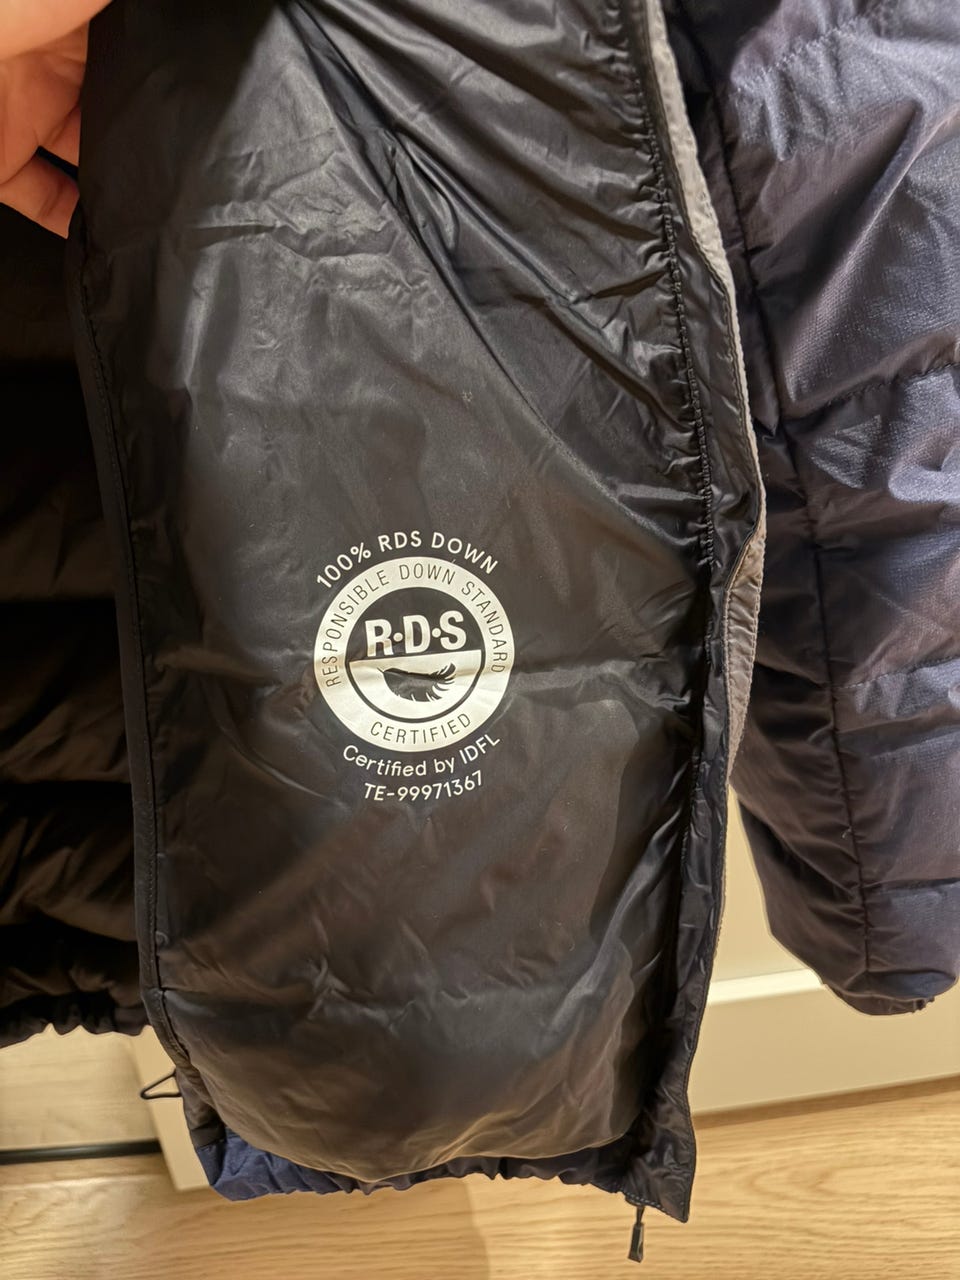 100% RDS DOWN
RESPONSIBLE DOWN STANDARD
R·D·S
CERTIFIED
Certified by IDFL
TE-99971367